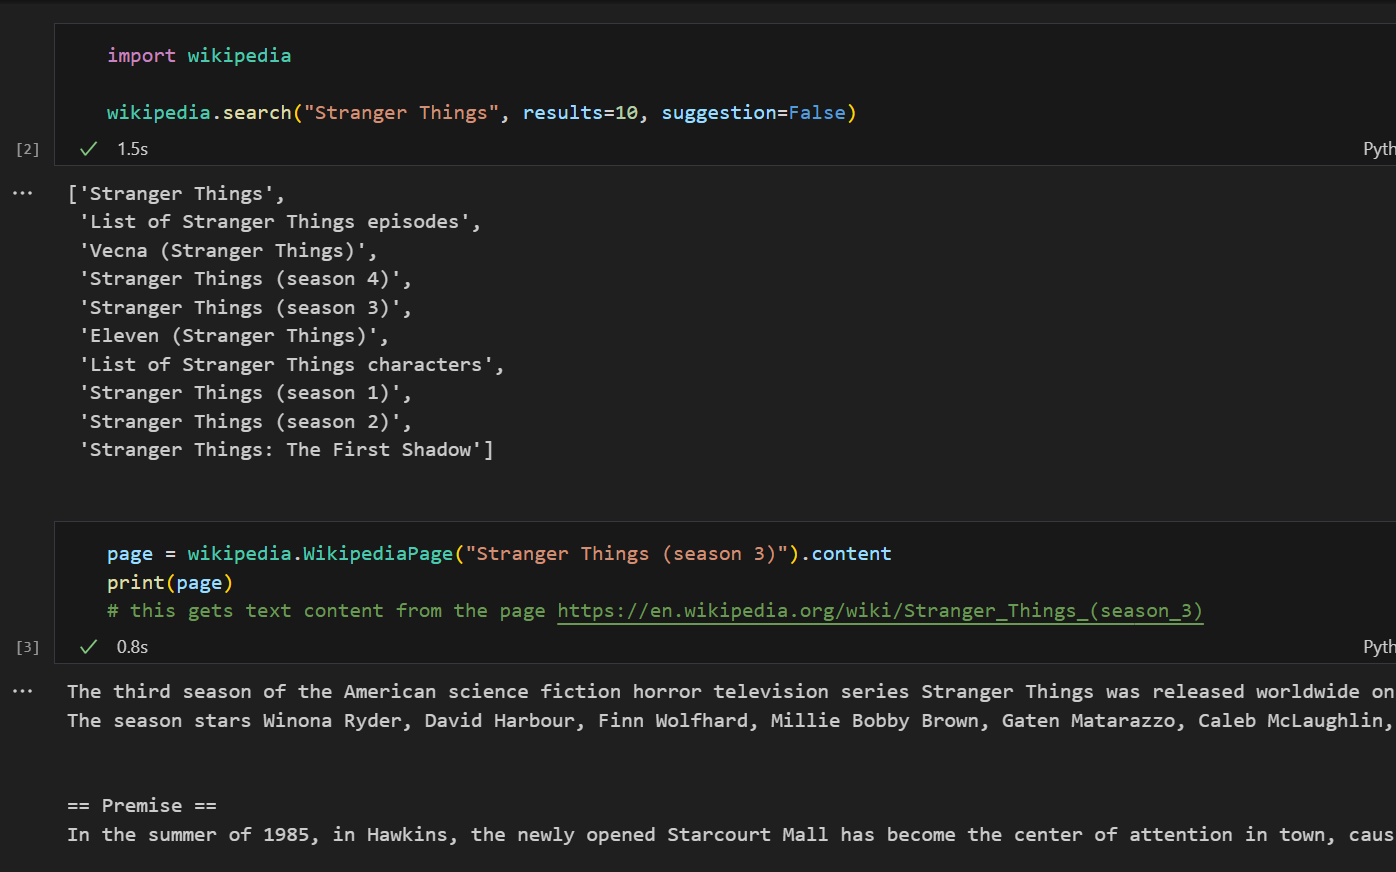 import wikipedia
wikipedia.search("Stranger Things", results=10, suggestion=False)
[2]
1.5s
Pyth
['Stranger Things',
'List of Stranger Things episodes',
'Vecna (Stranger Things)',
'Stranger Things (season 4)',
'Stranger Things (season 3)',
'Eleven (Stranger Things)',
'List of Stranger Things characters',
'Stranger Things (season 1)',
'Stranger Things (season 2)',
'Stranger Things: The First Shadow']
page = wikipedia.WikipediaPage("Stranger Things (season 3)").content
print(page)
# this gets text content from the page https://en.wikipedia.org/wiki/Stranger_Things_(season_3)
[3]
0.8s
Pyth
The third season of the American science fiction horror television series Stranger Things was released worldwide on
The season stars Winona Ryder, David Harbour, Finn Wolfhard, Millie Bobby Brown, Gaten Matarazzo, Caleb McLaughlin,
== Premise ==
In the summer of 1985, in Hawkins, the newly opened Starcourt Mall has become the center of attention in town, caus